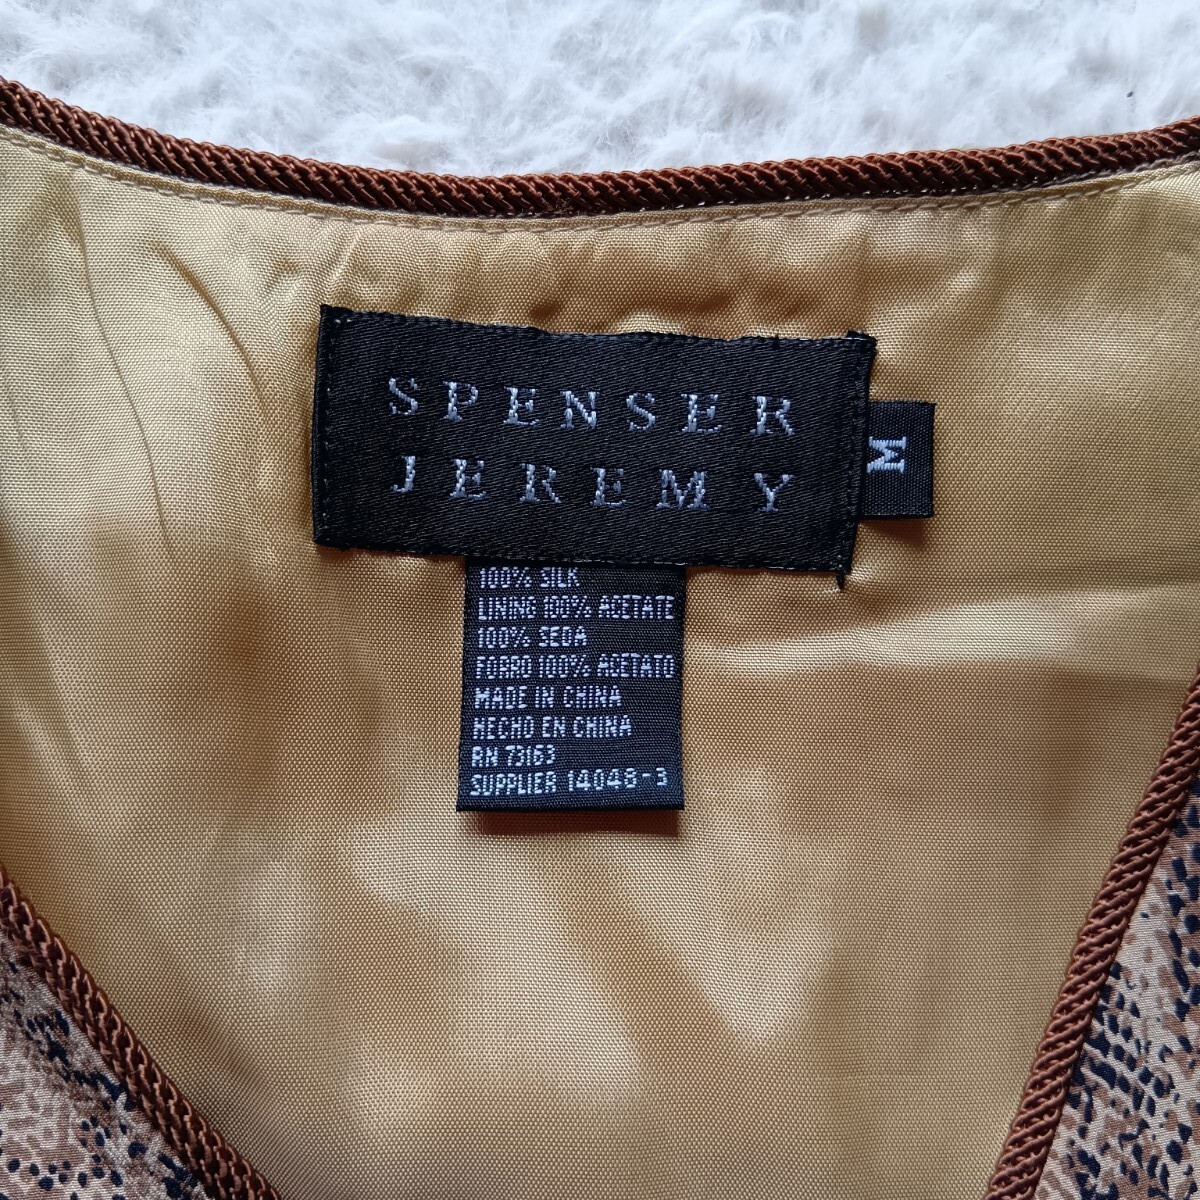 SPENSER
JEREMY
M
100% SILK
LINING 100% ACETATE
100% SEDA
FORRO 100% ACETATO
MADE IN CHINA
HECHO EN CHINA
RN 73163
SUPPLIER 14048-3